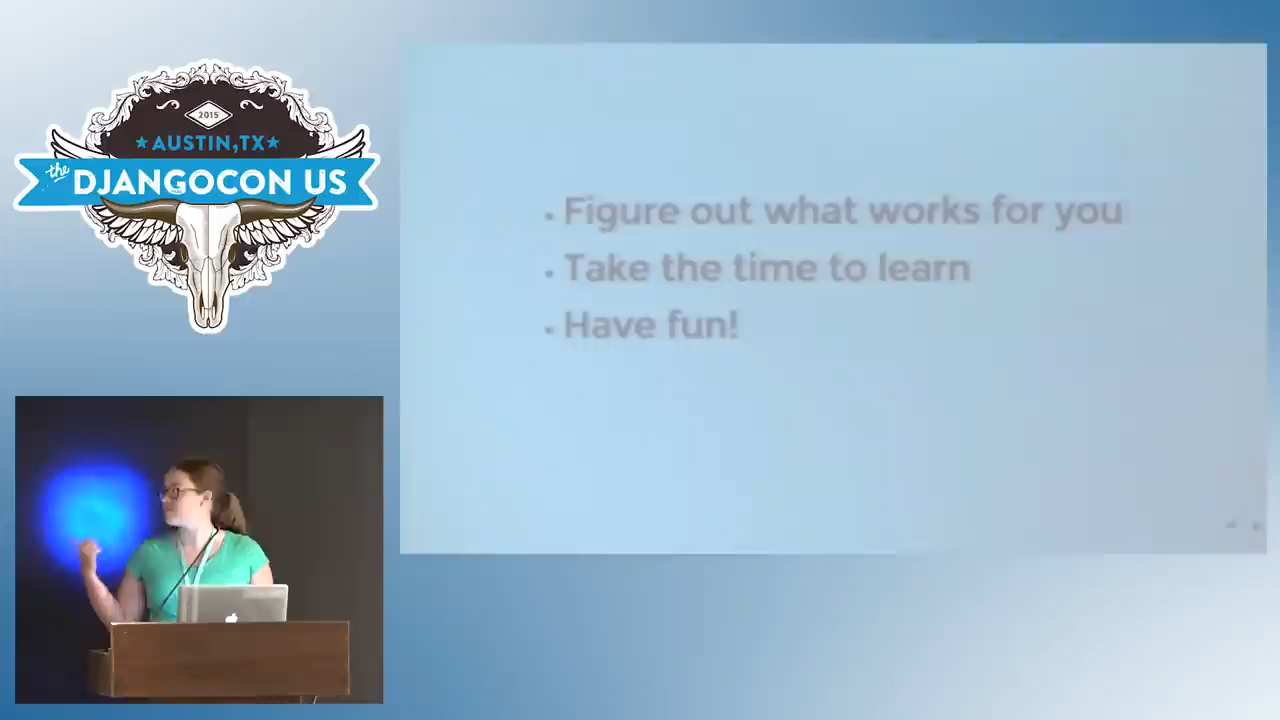 2015
AUSTIN, TX
the
DJANGOCON US
Figure out what works for you
Take the time to learn
Have fun!